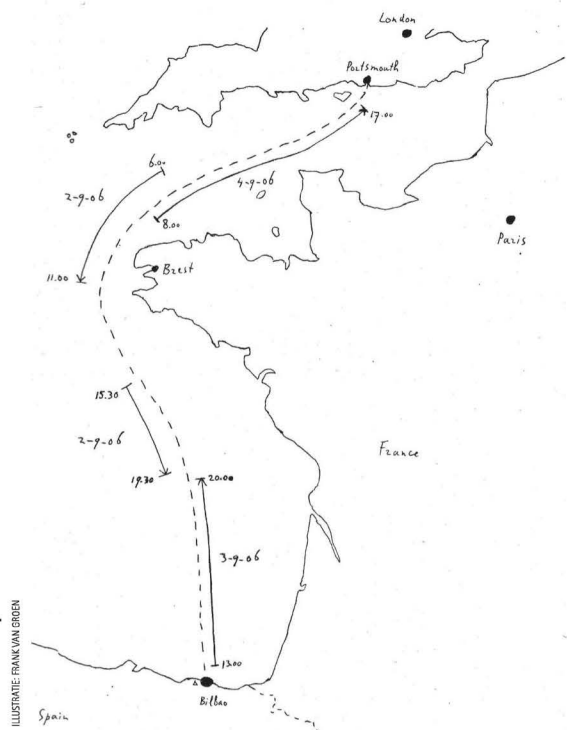 London
Portsmouth
17.00
6.00
2-9-06
4-9-06
8.00
Paris
Brest
11.00
15.30
2-9-06
France
19.30
20.00
3-9-06
13.00
Bilbao
Spain
ILLUSTRATIE: FRANK VAN GROEN